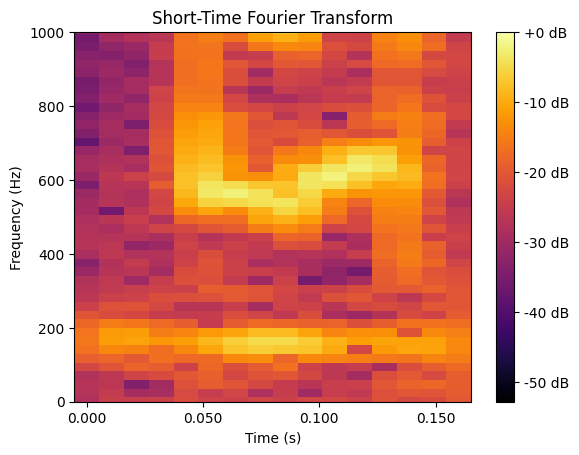 Short-Time Fourier Transform
1000
800
600
400
200
0
Frequency (Hz)
0.000
0.050
0.100
0.150
Time (s)
+0 dB
-10 dB
-20 dB
-30 dB
-40 dB
-50 dB